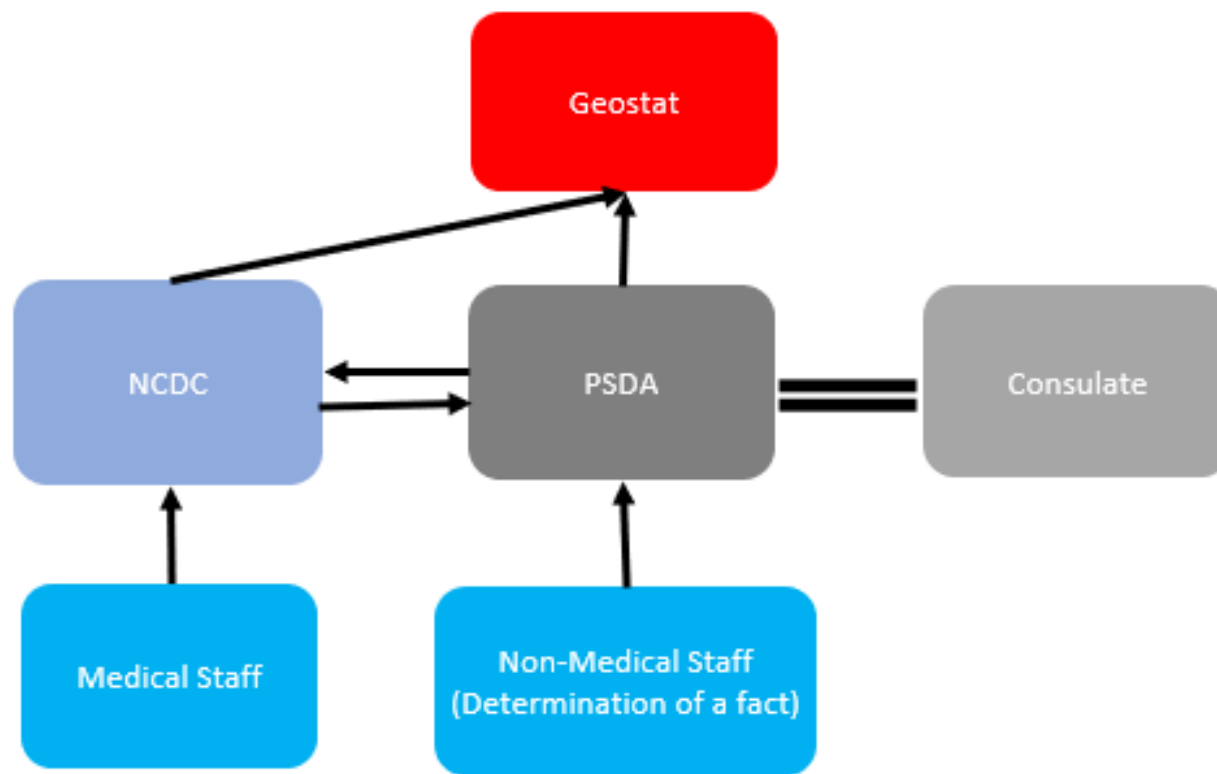 Geostat
NCDC
PSDA
Consulate
Medical Staff
Non-Medical Staff
(Determination of a fact)